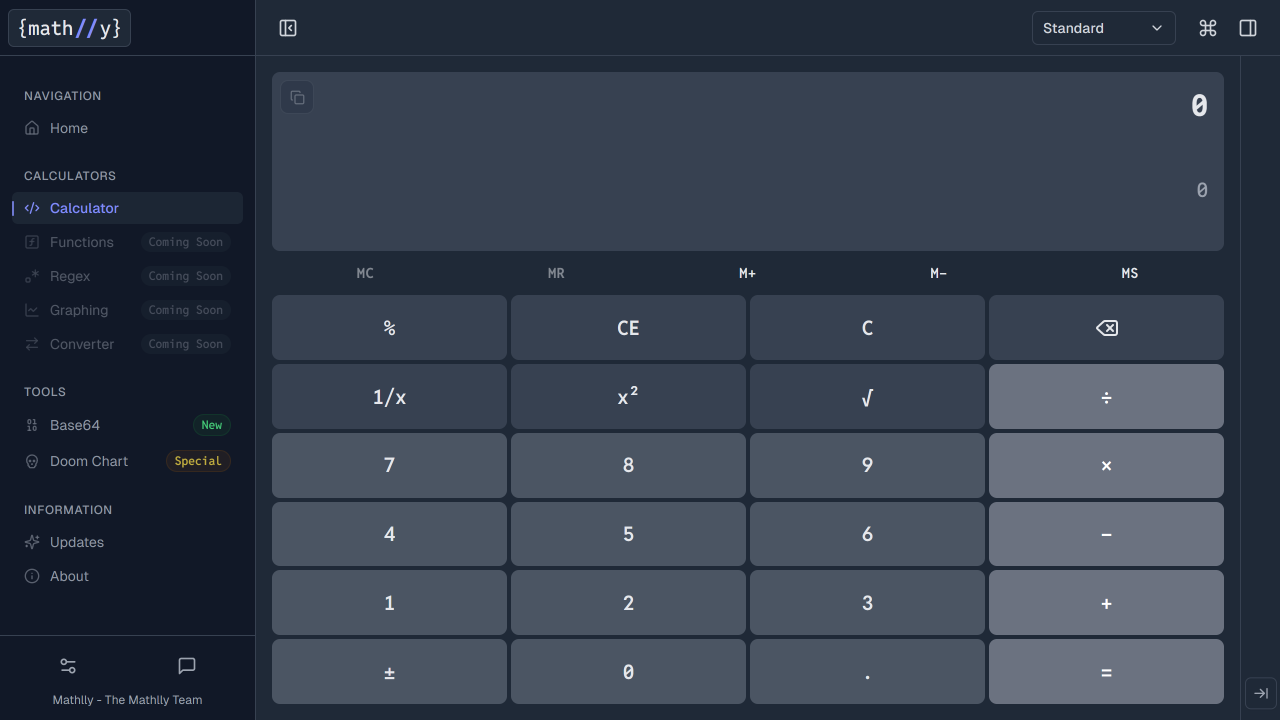 {math//y}
Standard
NAVIGATION
Home
CALCULATORS
Calculator
Functions Coming Soon
Regex Coming Soon
Graphing Coming Soon
Converter Coming Soon
TOOLS
Base64 New
Doom Chart Special
INFORMATION
Updates
About
Mathlly - The Mathlly Team
0
0
MC MR M+ M- MS
% CE C
1/x x² √ ÷
7 8 9 ×
4 5 6 −
1 2 3 +
± 0 . =